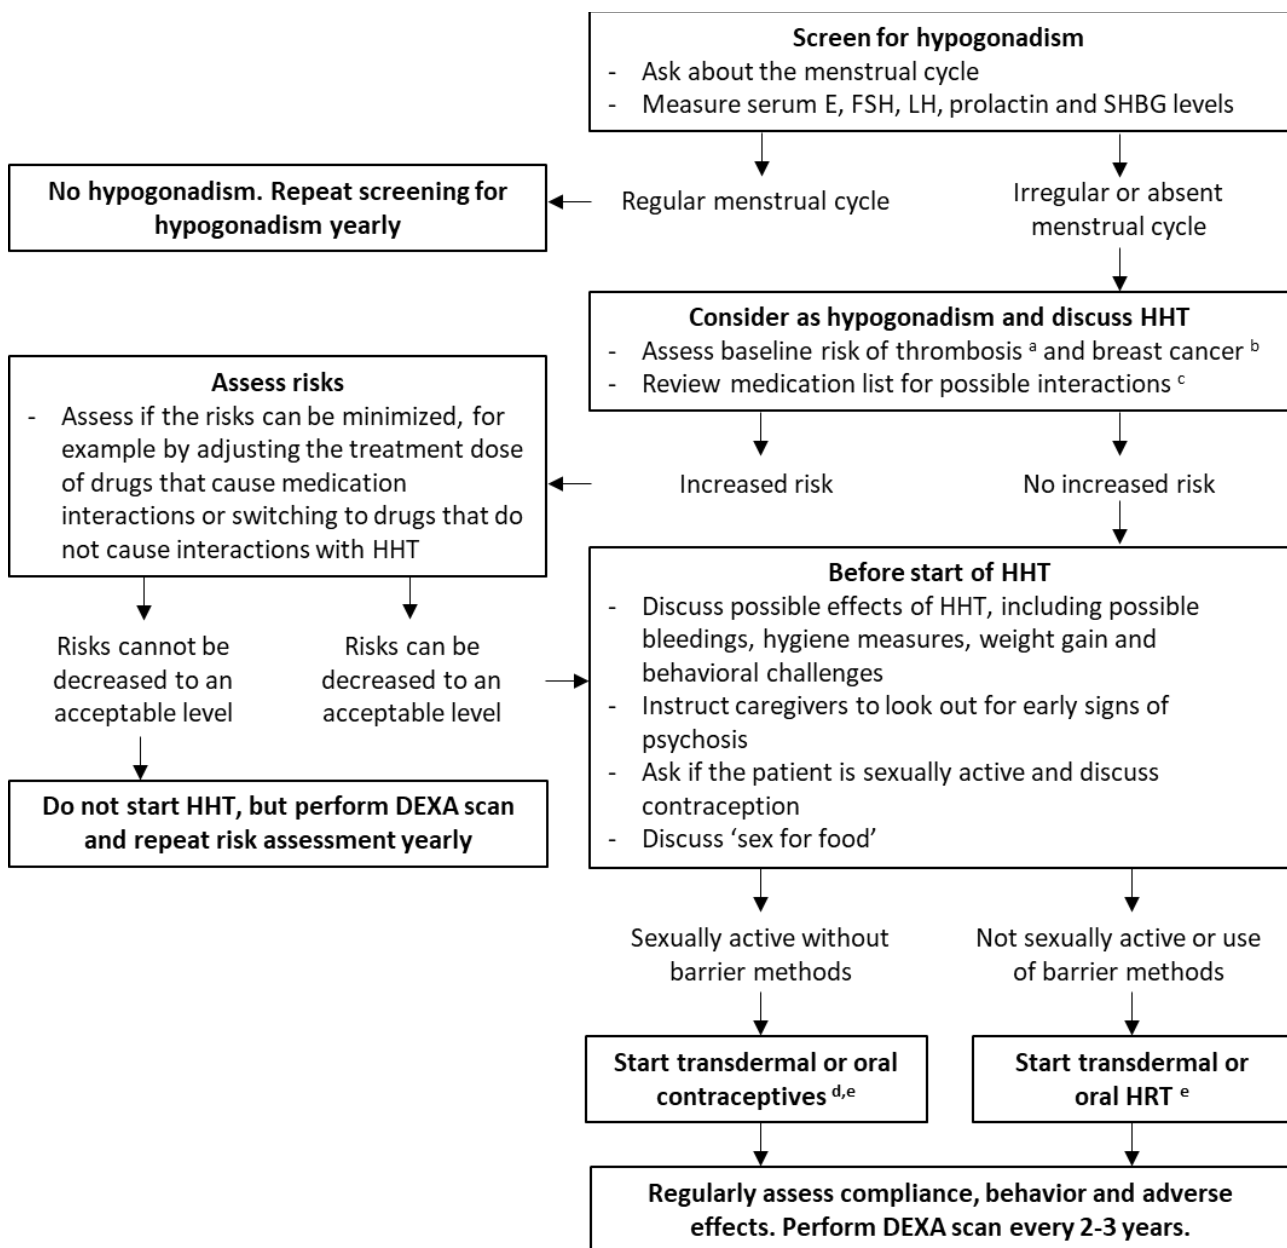 Screen for hypogonadism
- Ask about the menstrual cycle
- Measure serum E, FSH, LH, prolactin and SHBG levels
No hypogonadism. Repeat screening for
hypogonadism yearly
Regular menstrual cycle
Irregular or absent
menstrual cycle
Consider as hypogonadism and discuss HHT
- Assess baseline risk of thrombosis a and breast cancer b
- Review medication list for possible interactions c
Assess risks
- Assess if the risks can be minimized, for
example by adjusting the treatment dose
of drugs that cause medication
interactions or switching to drugs that do
not cause interactions with HHT
Increased risk
No increased risk
Risks cannot be
decreased to an
acceptable level
Risks can be
decreased to an
acceptable level
Before start of HHT
- Discuss possible effects of HHT, including possible
bleedings, hygiene measures, weight gain and
behavioral challenges
- Instruct caregivers to look out for early signs of
psychosis
- Ask if the patient is sexually active and discuss
contraception
- Discuss ‘sex for food’
Do not start HHT, but perform DEXA scan
and repeat risk assessment yearly
Sexually active without
barrier methods
Not sexually active or use
of barrier methods
Start transdermal or oral
contraceptives d,e
Start transdermal or
oral HRT e
Regularly assess compliance, behavior and adverse
effects. Perform DEXA scan every 2-3 years.